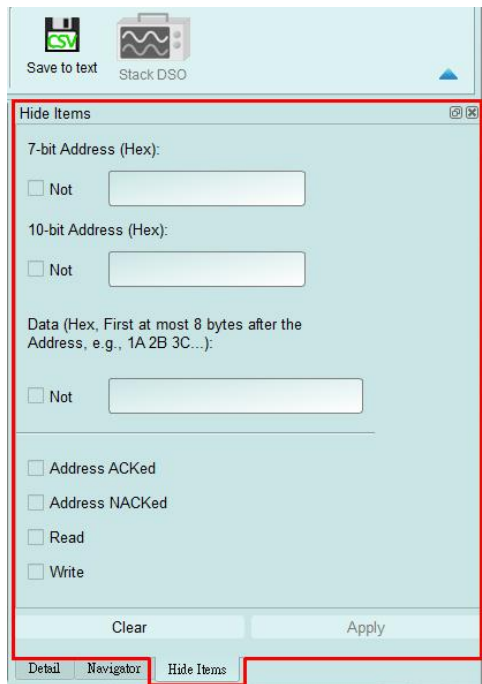 CSV
Save to text
Stack DSO
Hide Items
7-bit Address (Hex):
Not
10-bit Address (Hex):
Not
Data (Hex, First at most 8 bytes after the
Address, e.g., 1A 2B 3C...):
Not
Address ACKed
Address NACKed
Read
Write
Clear Apply
Detail Navigator Hide Items